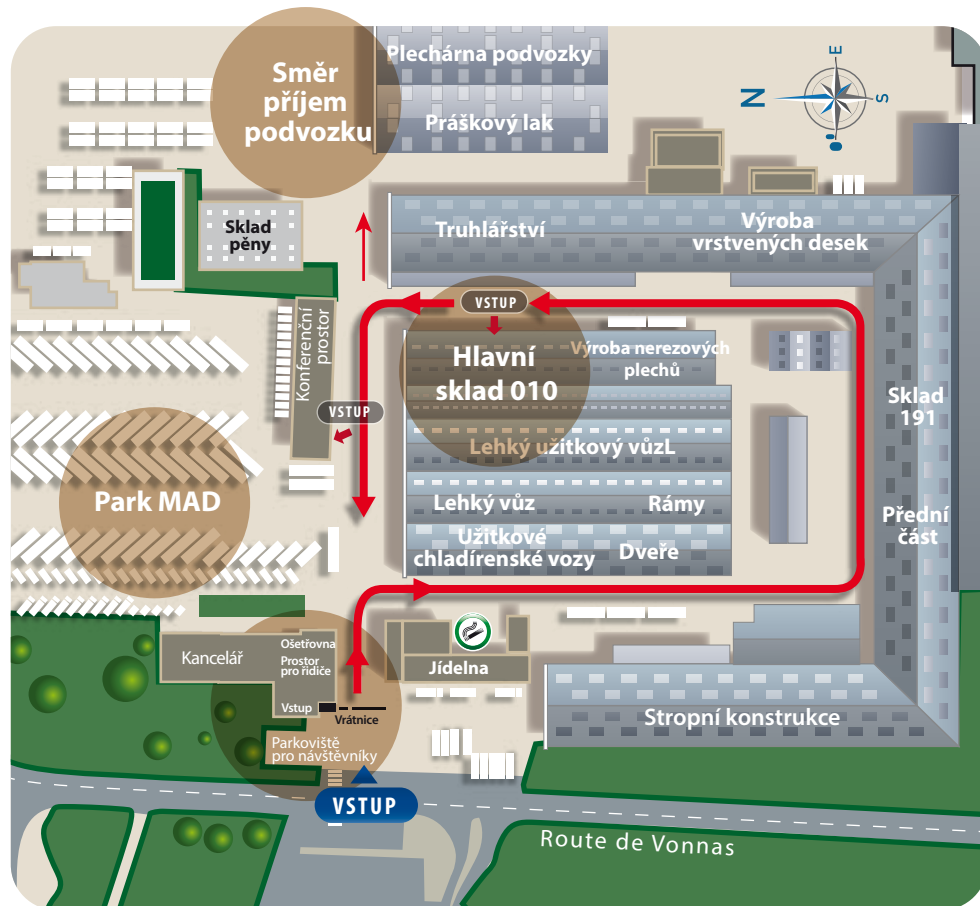 Směr
příjem
podvozku
Plechárna podvozky
Práškový lak
E
N
S
O
Sklad
pěny
Truhlářství
Výroba
vrstvených desek
Konferenční
prostor
VSTUP
Hlavní
sklad 010
Výroba nerezových
plechů
VSTUP
Sklad
191
Lehký užitkový vůzL
Park MAD
Lehký vůz
Rámy
Přední
část
Užitkové
chladírenské vozy
Dveře
Kancelář
Ošetřovna
Prostor
pro řidiče
Vstup
Vrátnice
Jídelna
Stropní konstrukce
Parkoviště
pro návštěvníky
VSTUP
Route de Vonnas